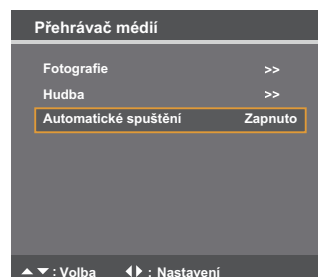 Přehrávač médií
Fotografie >>
Hudba >>
Automatické spuštění Zapnuto
▲ ▼ : Volba ◀ ▶ : Nastavení